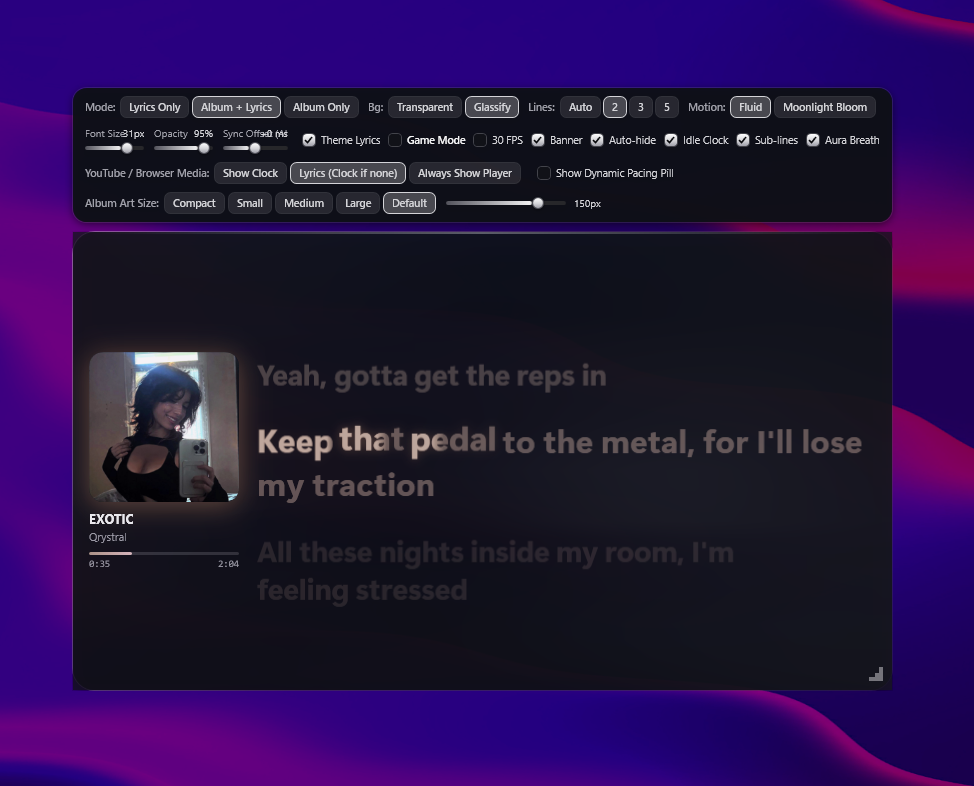 Mode: Lyrics Only Album + Lyrics Album Only Bg: Transparent Glassify Lines: Auto 2 3 5 Motion: Fluid Moonlight Bloom
Font Size 31px Opacity 95% Sync Offset Theme Lyrics Game Mode 30 FPS Banner Auto-hide Idle Clock Sub-lines Aura Breath
YouTube / Browser Media: Show Clock Lyrics (Clock if none) Always Show Player Show Dynamic Pacing Pill
Album Art Size: Compact Small Medium Large Default 150px
Yeah, gotta get the reps in
Keep that pedal to the metal, for I'll lose
my traction
EXOTIC
Qrystral
0:35 2:04
All these nights inside my room, I'm
feeling stressed